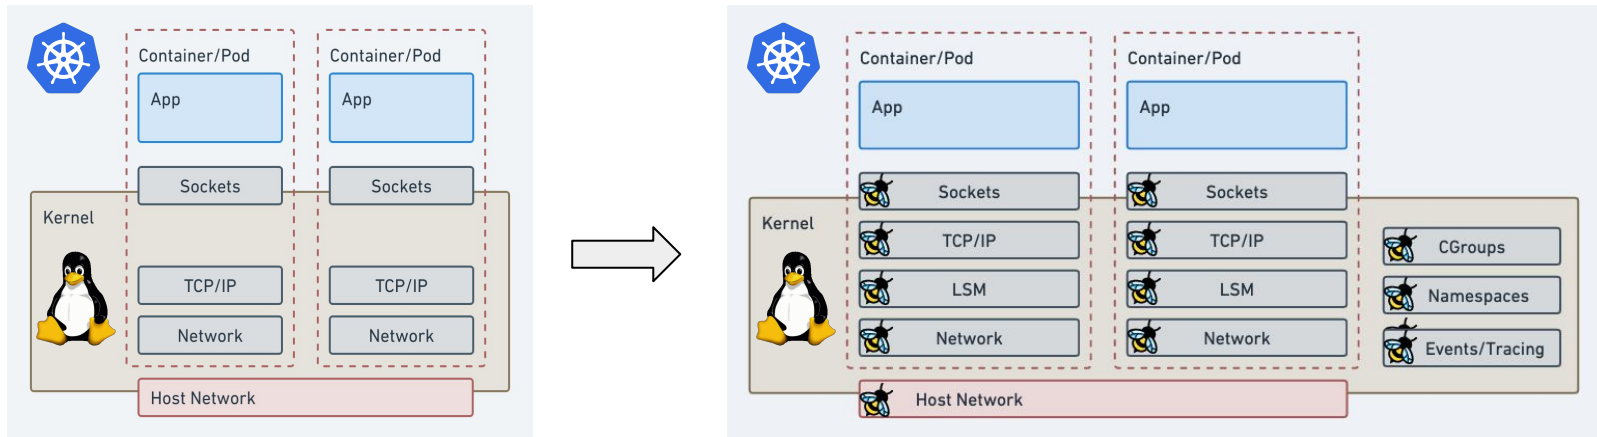 Container/Pod
Container/Pod
App
App
Sockets
Sockets
Kernel
TCP/IP
TCP/IP
Network
Network
Host Network
Container/Pod
Container/Pod
App
App
Sockets
Sockets
Kernel
TCP/IP
TCP/IP
CGroups
LSM
LSM
Namespaces
Network
Network
Events/Tracing
Host Network